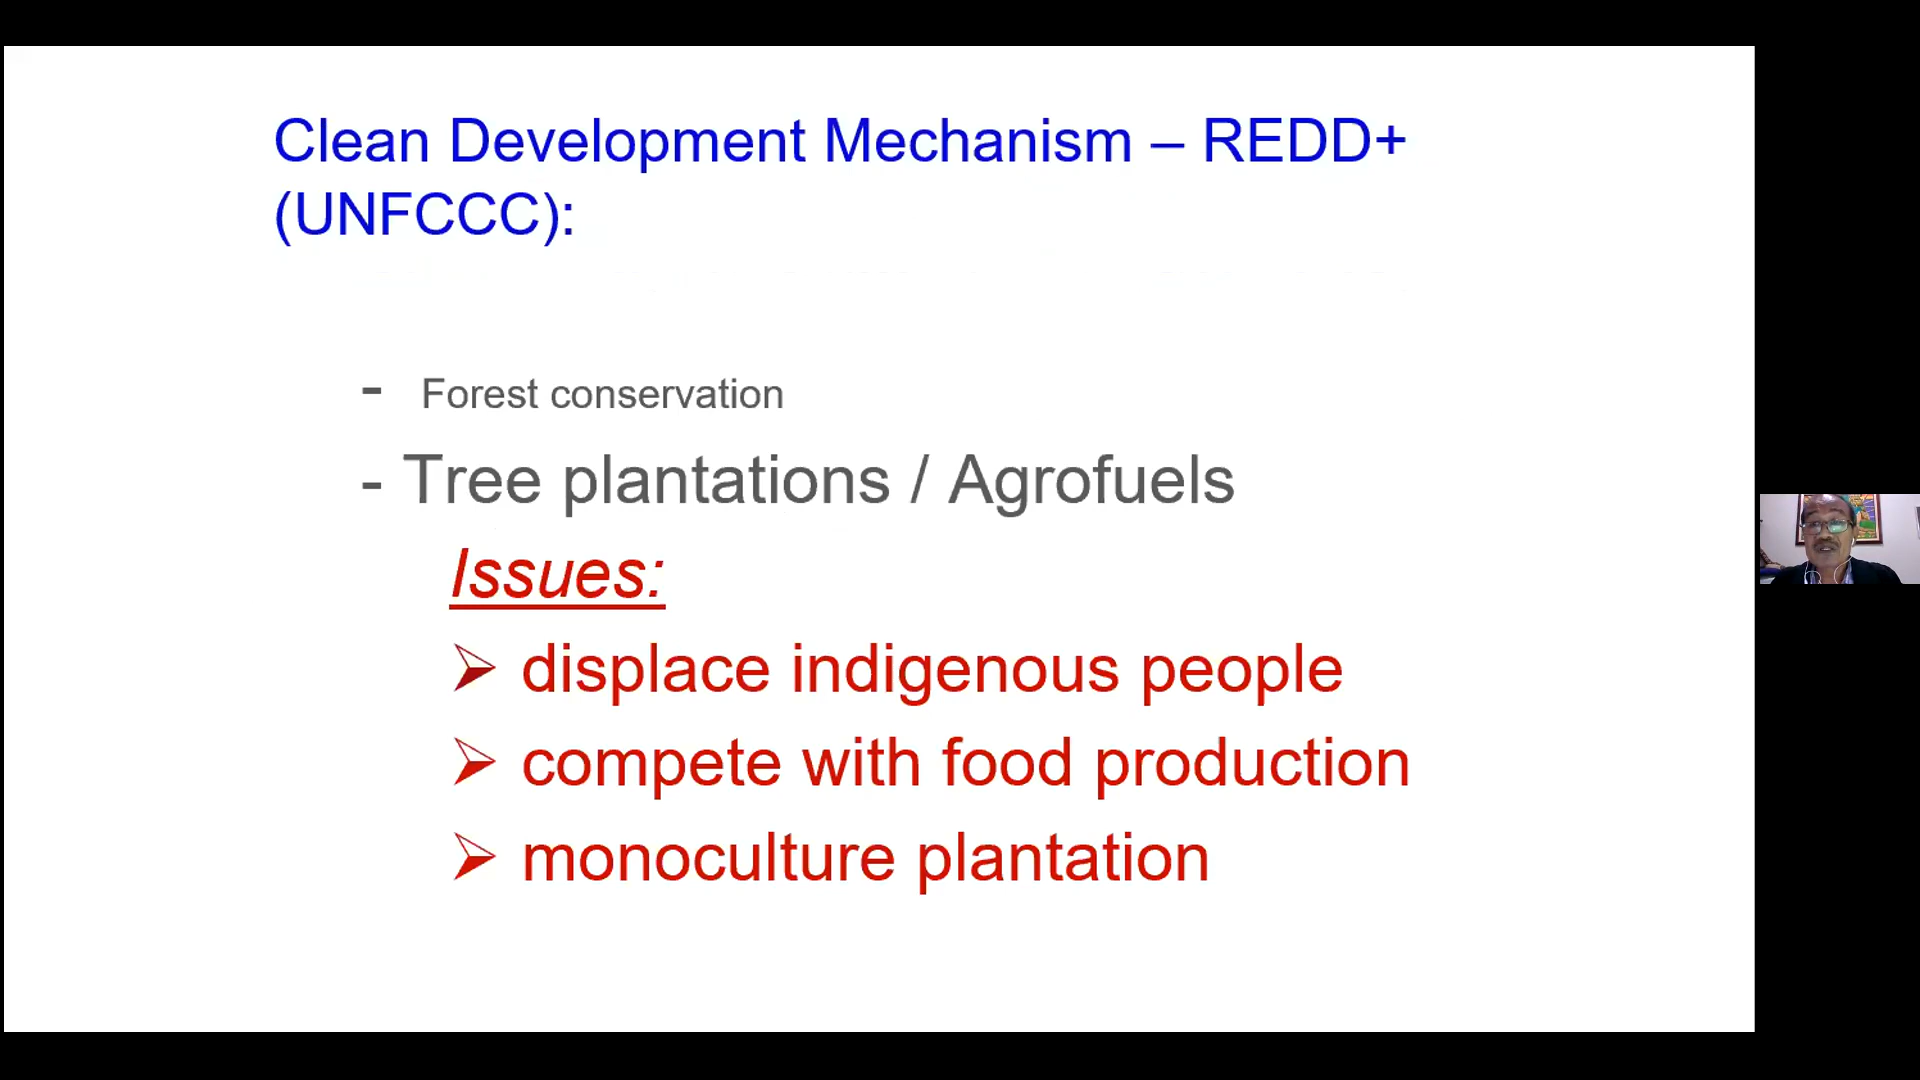 Clean Development Mechanism – REDD+
(UNFCCC):
- Forest conservation
- Tree plantations / Agrofuels
Issues:
➢ displace indigenous people
➢ compete with food production
➢ monoculture plantation